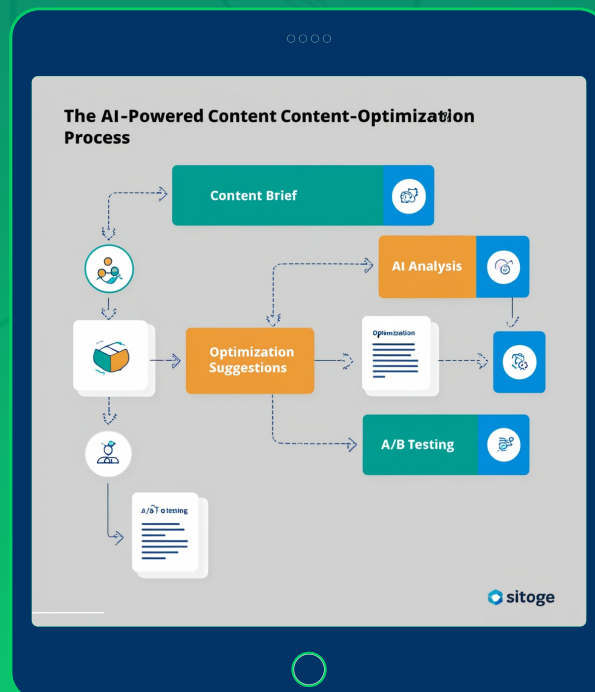 The AI-Powered Content Content-Optimization
Process
Content Brief
AI Analysis
Optimization
Suggestions
Optimization
A/B Testing
sitoge